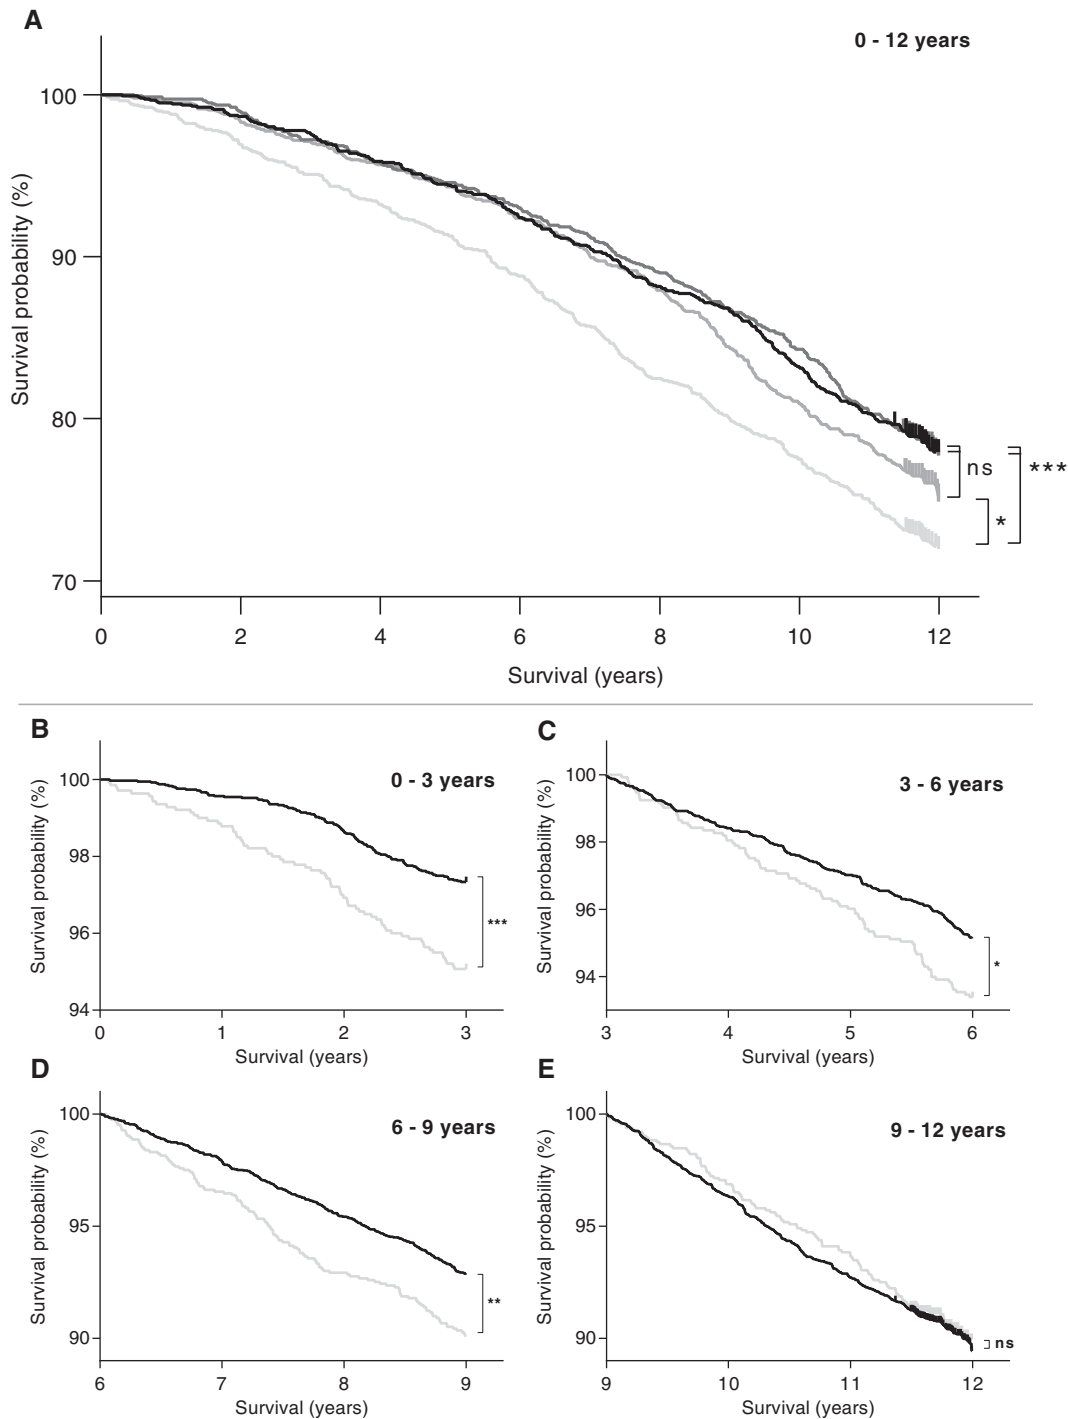 A
0 - 12 years
Survival probability (%)
100
90
80
70
ns
***
*
0 2 4 6 8 10 12
Survival (years)
B
0 - 3 years
Survival probability (%)
100
98
96
94
***
0 1 2 3
Survival (years)
C
3 - 6 years
Survival probability (%)
100
98
96
94
*
3 4 5 6
Survival (years)
D
6 - 9 years
Survival probability (%)
100
95
90
**
6 7 8 9
Survival (years)
E
9 - 12 years
Survival probability (%)
100
95
90
ns
9 10 11 12
Survival (years)